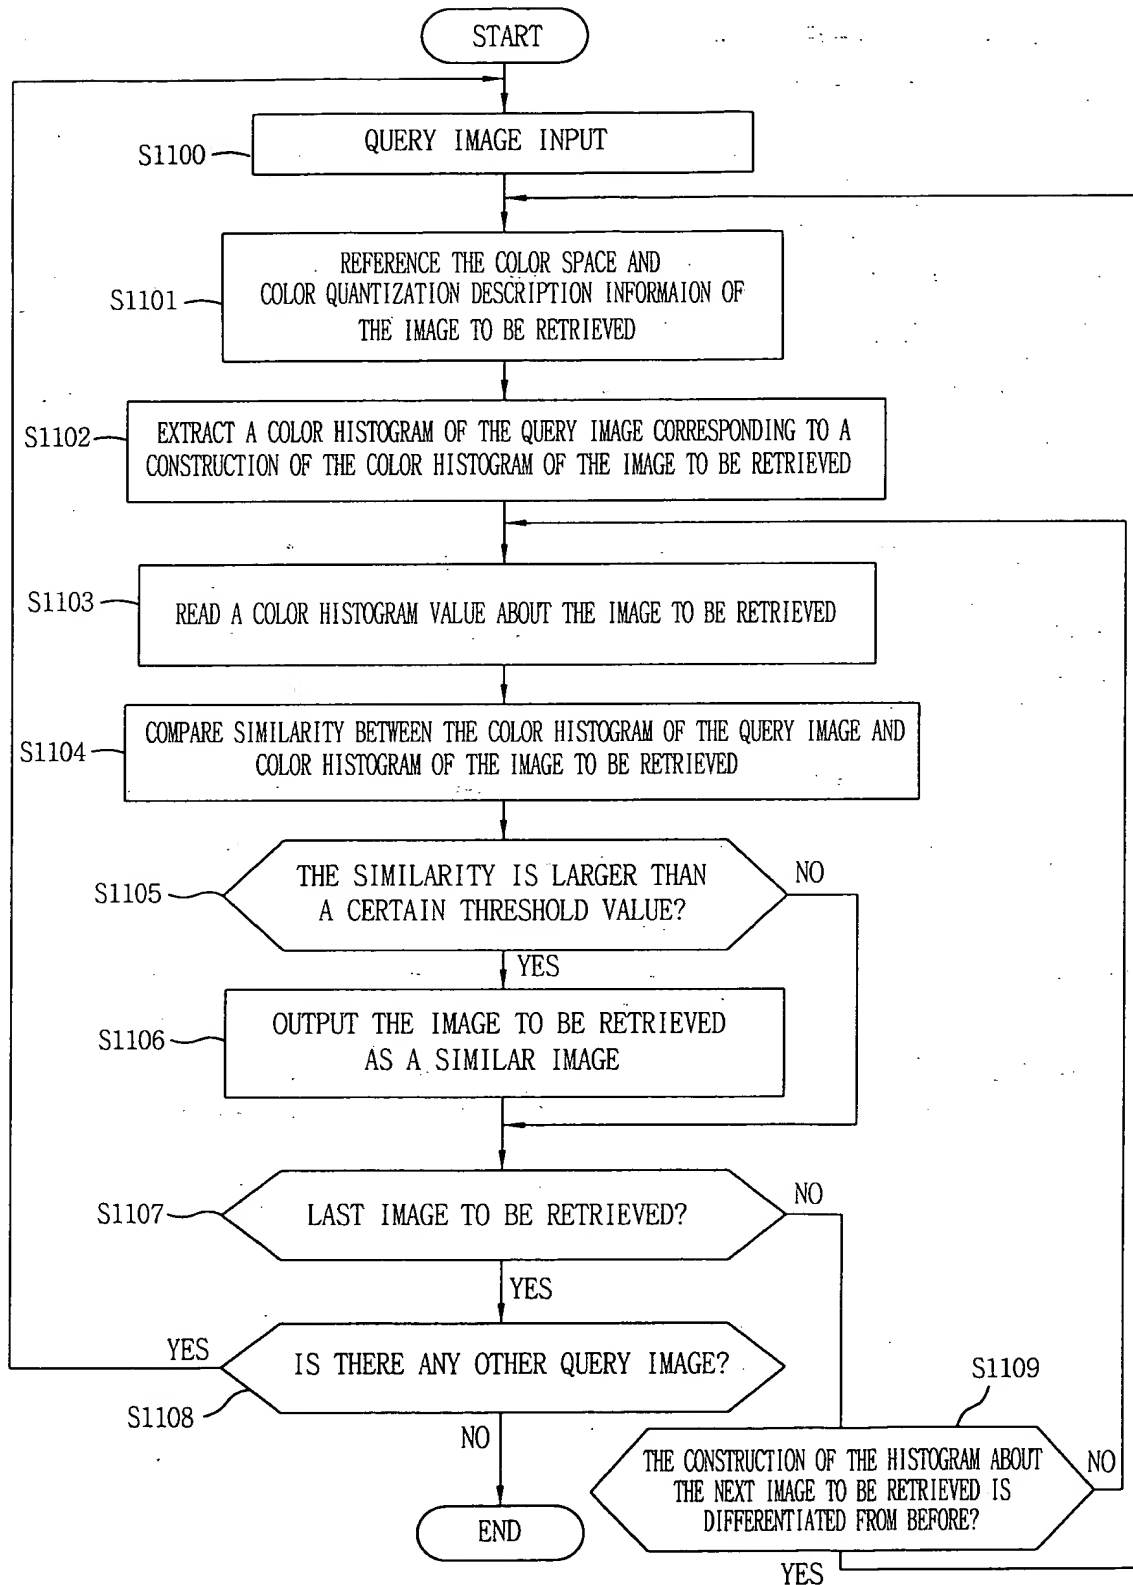 START
QUERY IMAGE INPUT
S1100
REFERENCE THE COLOR SPACE AND
COLOR QUANTIZATION DESCRIPTION INFORMAION OF
THE IMAGE TO BE RETRIEVED
S1101
EXTRACT A COLOR HISTOGRAM OF THE QUERY IMAGE CORRESPONDING TO A
CONSTRUCTION OF THE COLOR HISTOGRAM OF THE IMAGE TO BE RETRIEVED
S1102
READ A COLOR HISTOGRAM VALUE ABOUT THE IMAGE TO BE RETRIEVED
S1103
COMPARE SIMILARITY BETWEEN THE COLOR HISTOGRAM OF THE QUERY IMAGE AND
COLOR HISTOGRAM OF THE IMAGE TO BE RETRIEVED
S1104
THE SIMILARITY IS LARGER THAN
A CERTAIN THRESHOLD VALUE?
S1105
NO
YES
OUTPUT THE IMAGE TO BE RETRIEVED
AS A SIMILAR IMAGE
S1106
LAST IMAGE TO BE RETRIEVED?
S1107
NO
YES
YES
IS THERE ANY OTHER QUERY IMAGE?
S1108
NO
S1109
THE CONSTRUCTION OF THE HISTOGRAM ABOUT
THE NEXT IMAGE TO BE RETRIEVED IS
DIFFERENTIATED FROM BEFORE?
NO
YES
END